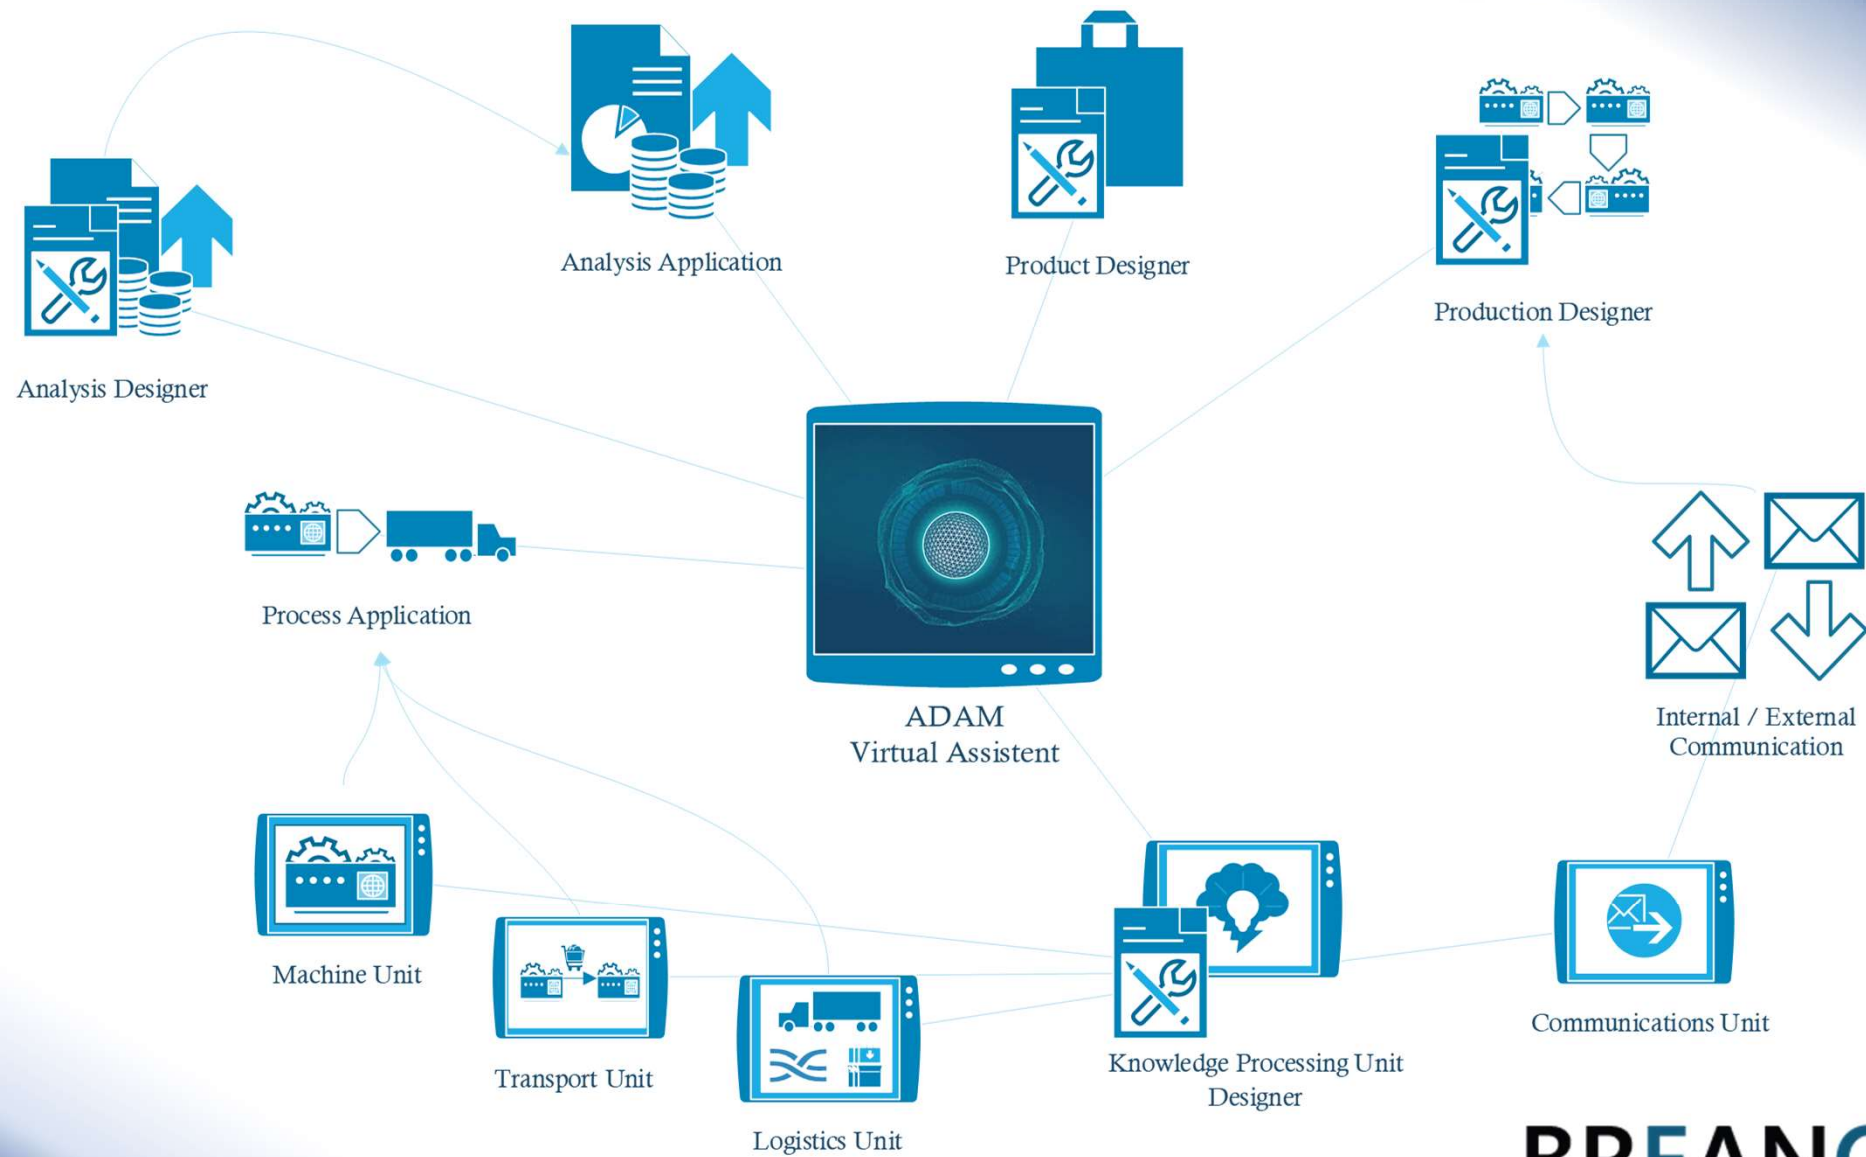 Analysis Application
Product Designer
Production Designer
Analysis Designer
Process Application
ADAM
Virtual Assistent
Internal / External
Communication
Machine Unit
Transport Unit
Logistics Unit
Knowledge Processing Unit
Designer
Communications Unit